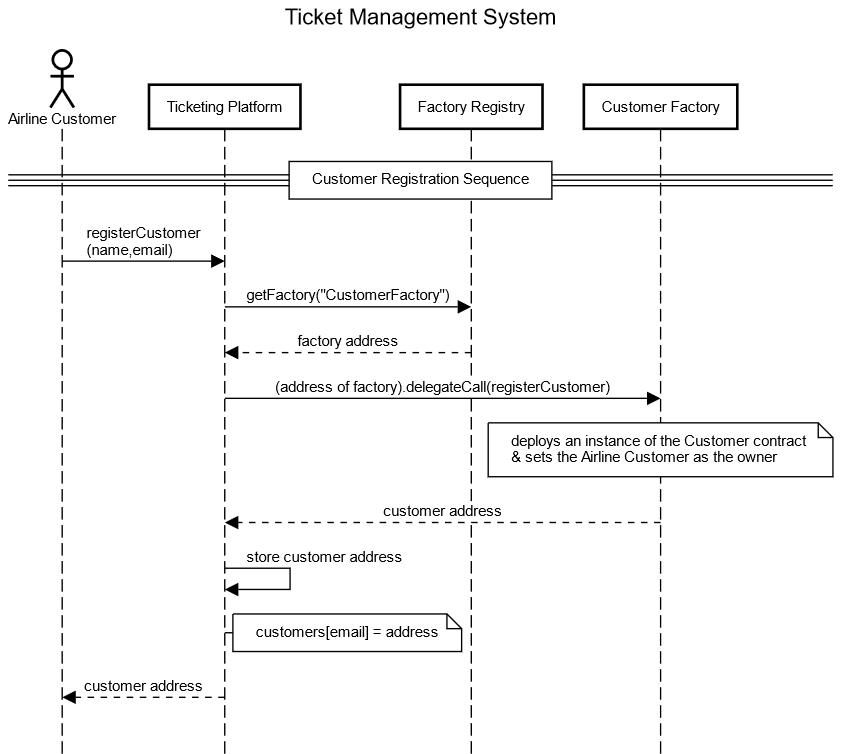 Ticket Management System
Airline Customer
Ticketing Platform
Factory Registry
Customer Factory
Customer Registration Sequence
registerCustomer
(name,email)
getFactory("CustomerFactory")
factory address
(address of factory).delegateCall(registerCustomer)
deploys an instance of the Customer contract
& sets the Airline Customer as the owner
customer address
store customer address
customers[email] = address
customer address